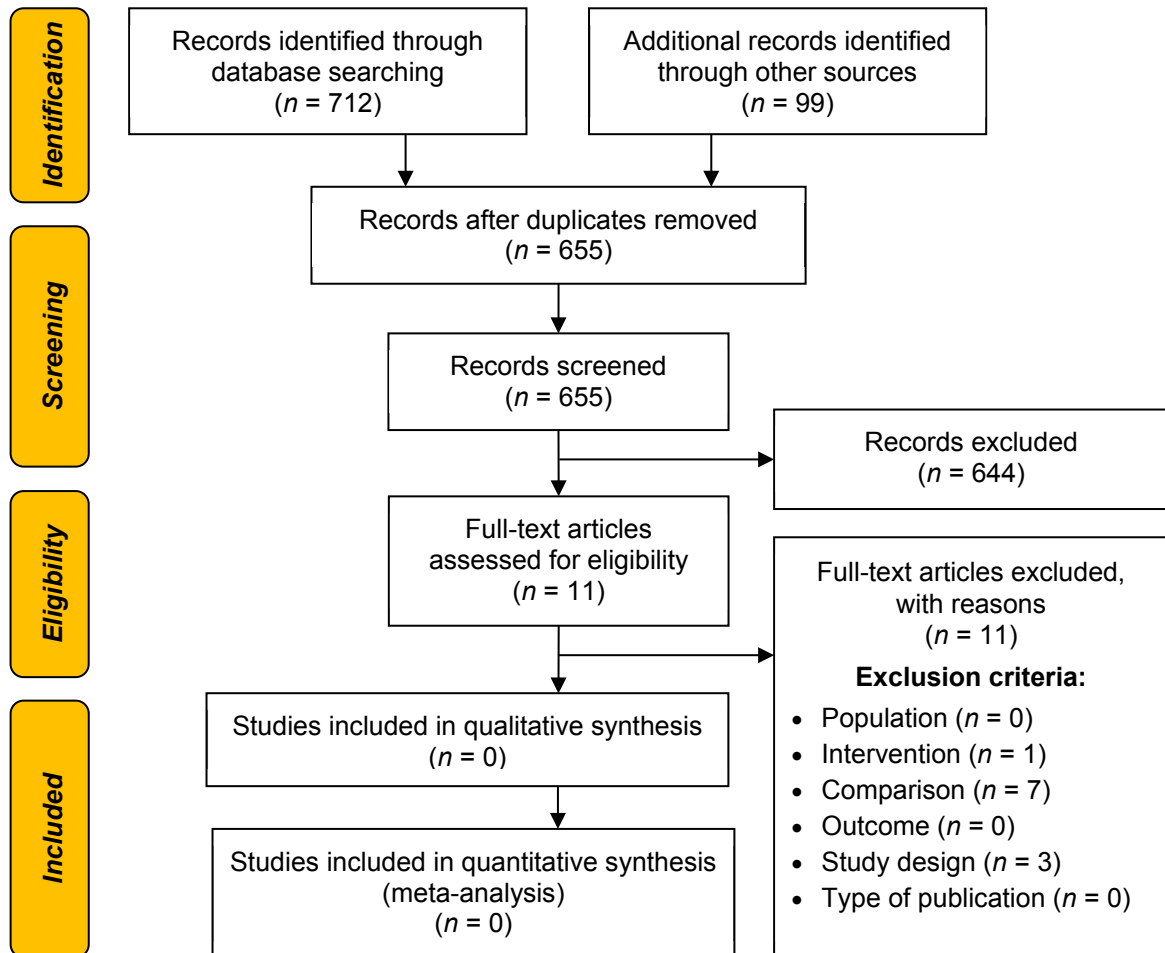 Identification
Records identified through
database searching
(n = 712)
Additional records identified
through other sources
(n = 99)
Records after duplicates removed
(n = 655)
Screening
Records screened
(n = 655)
Records excluded
(n = 644)
Eligibility
Full-text articles
assessed for eligibility
(n = 11)
Full-text articles excluded,
with reasons
(n = 11)
Exclusion criteria:
• Population (n = 0)
• Intervention (n = 1)
• Comparison (n = 7)
• Outcome (n = 0)
• Study design (n = 3)
• Type of publication (n = 0)
Included
Studies included in qualitative synthesis
(n = 0)
Studies included in quantitative synthesis
(meta-analysis)
(n = 0)